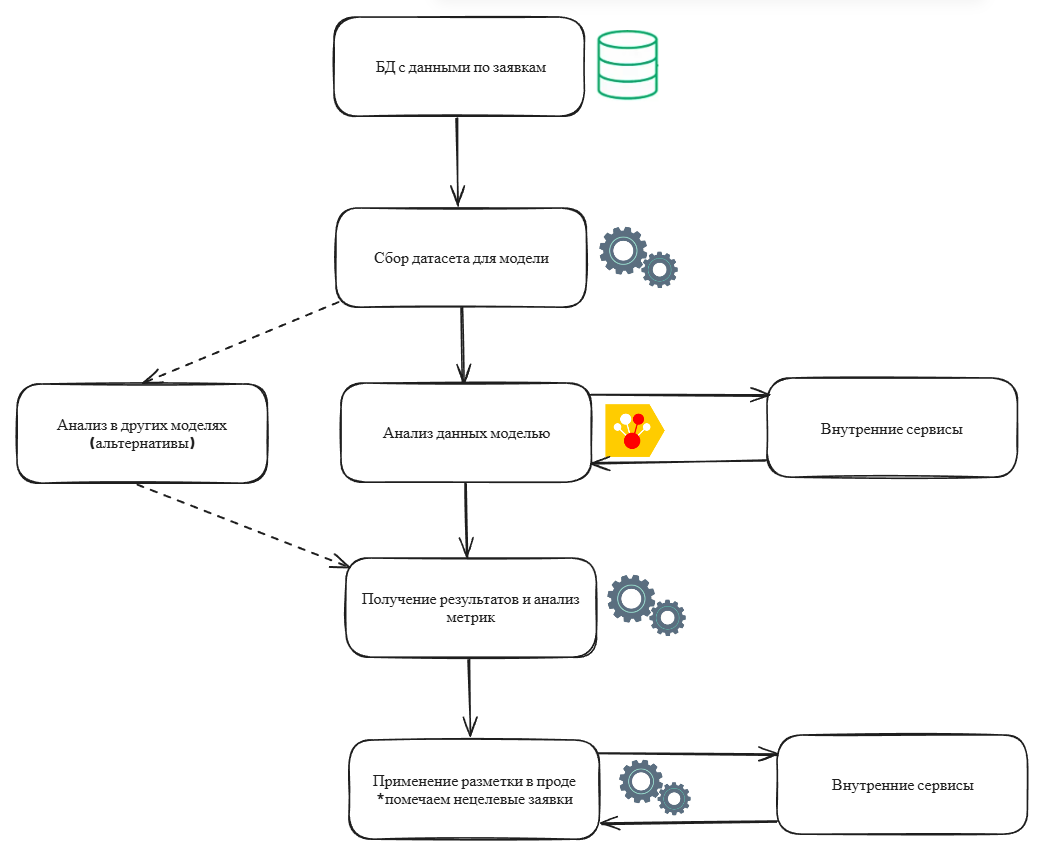 БД с данными по заявкам
Сбор датасета для модели
Анализ в других моделях
(альтернативы)
Анализ данных моделью
Внутренние сервисы
Получение результатов и анализ
метрик
Применение разметки в проде
*помечаем нецелевые заявки
Внутренние сервисы